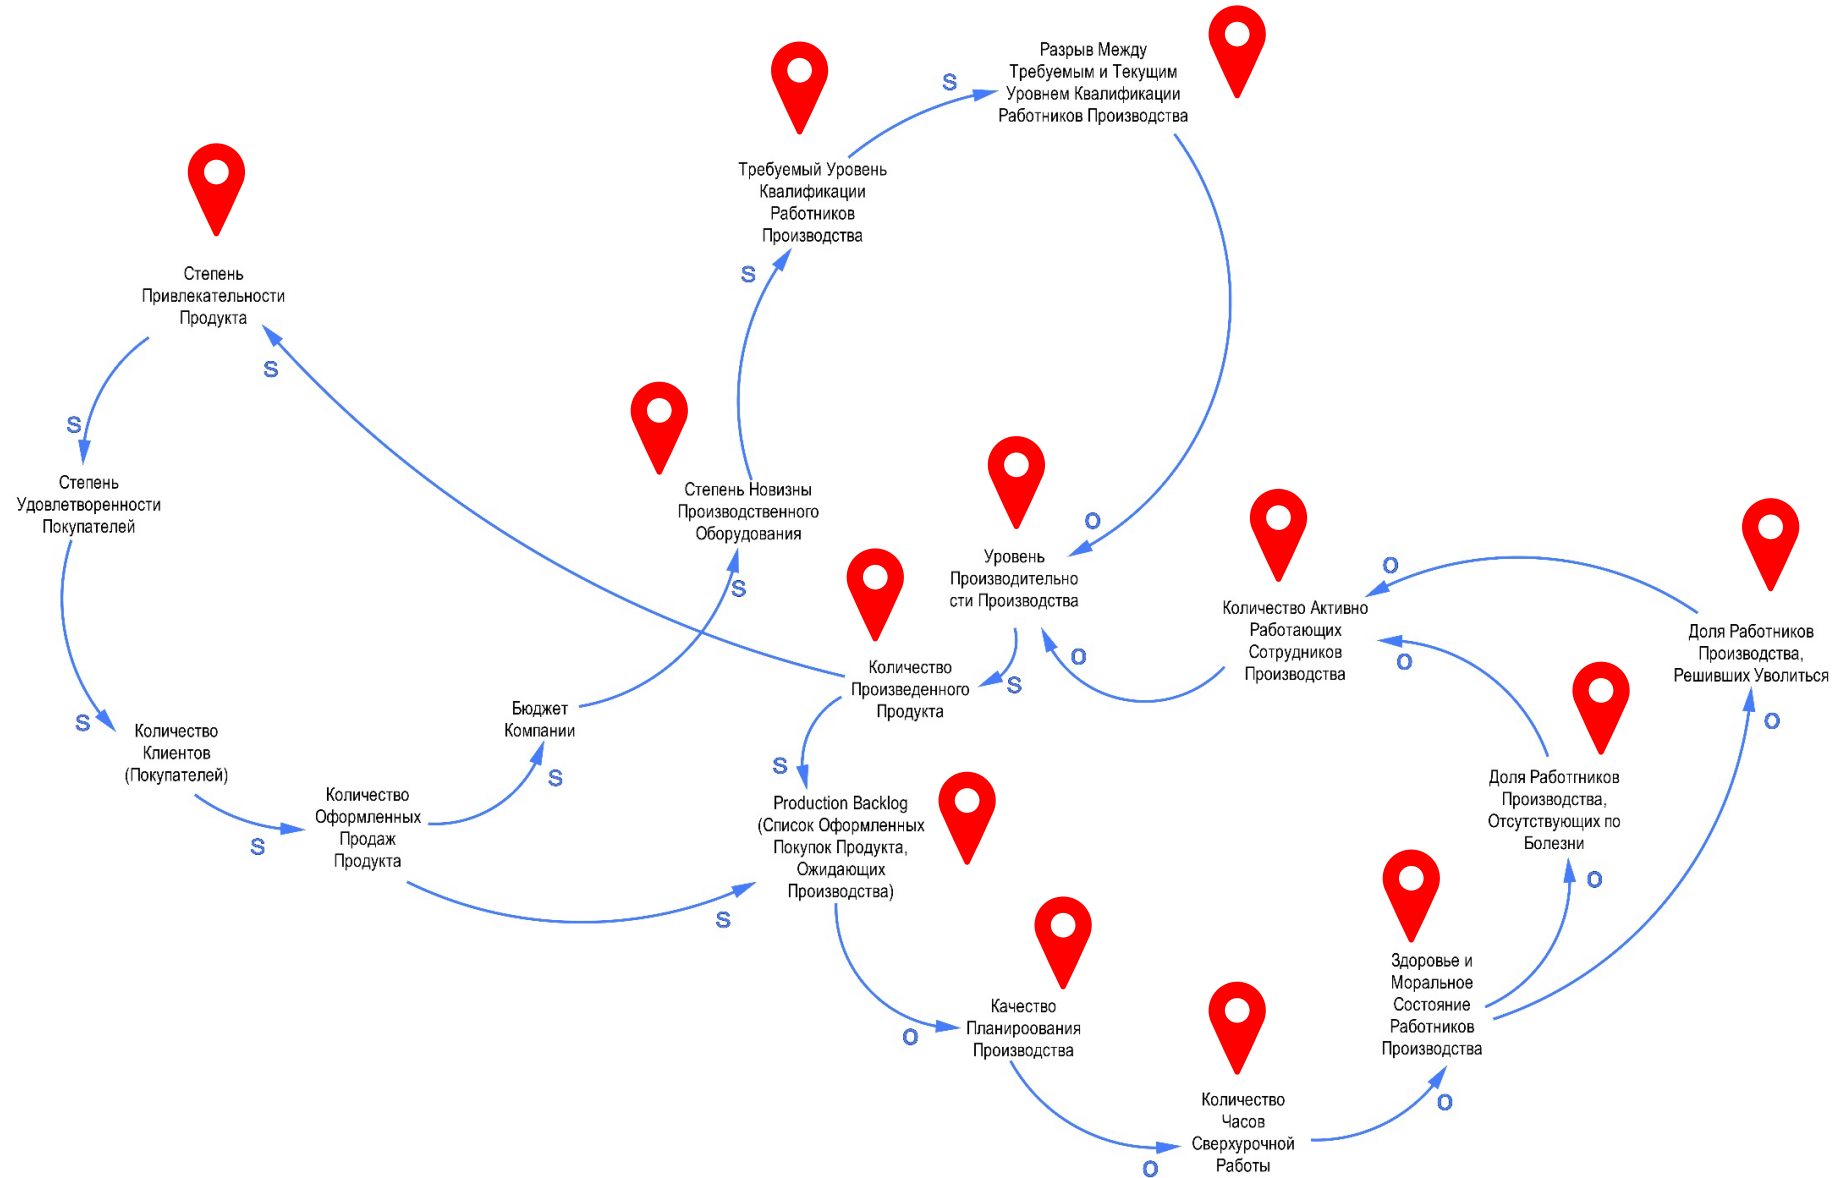 Разрыв Между
Требуемым и Текущим
Уровнем Квалификации
Работников Производства
S
Требуемый Уровень
Квалификации
Работников
Производства
S
Степень
Привлекательности
Продукта
S
S
Степень
Удовлетворенности
Покупателей
Степень Новизны
Производственного
Оборудования
S
O
Уровень
Производительно
сти Производства
O
S
O
Количество Активно
Работающих
Сотрудников
Производства
O
Доля Работников
Производства,
Решивших Уволиться
O
Количество
Произведенного
Продукта
S
Бюджет
Компании
S
S
Количество
Клиентов
(Покупателей)
S
Количество
Оформленных
Продаж
Продукта
S
Production Backlog
(Список Оформленных
Покупок Продукта,
Ожидающих
Производства)
Доля Работгников
Производства,
Отсутствующих по
Болезни
O
O
Качество
Планироования
Производства
Здоровье и
Моральное
Состояние
Работников
Производства
O
O
Количество
Часов
Сверхурочной
Работы